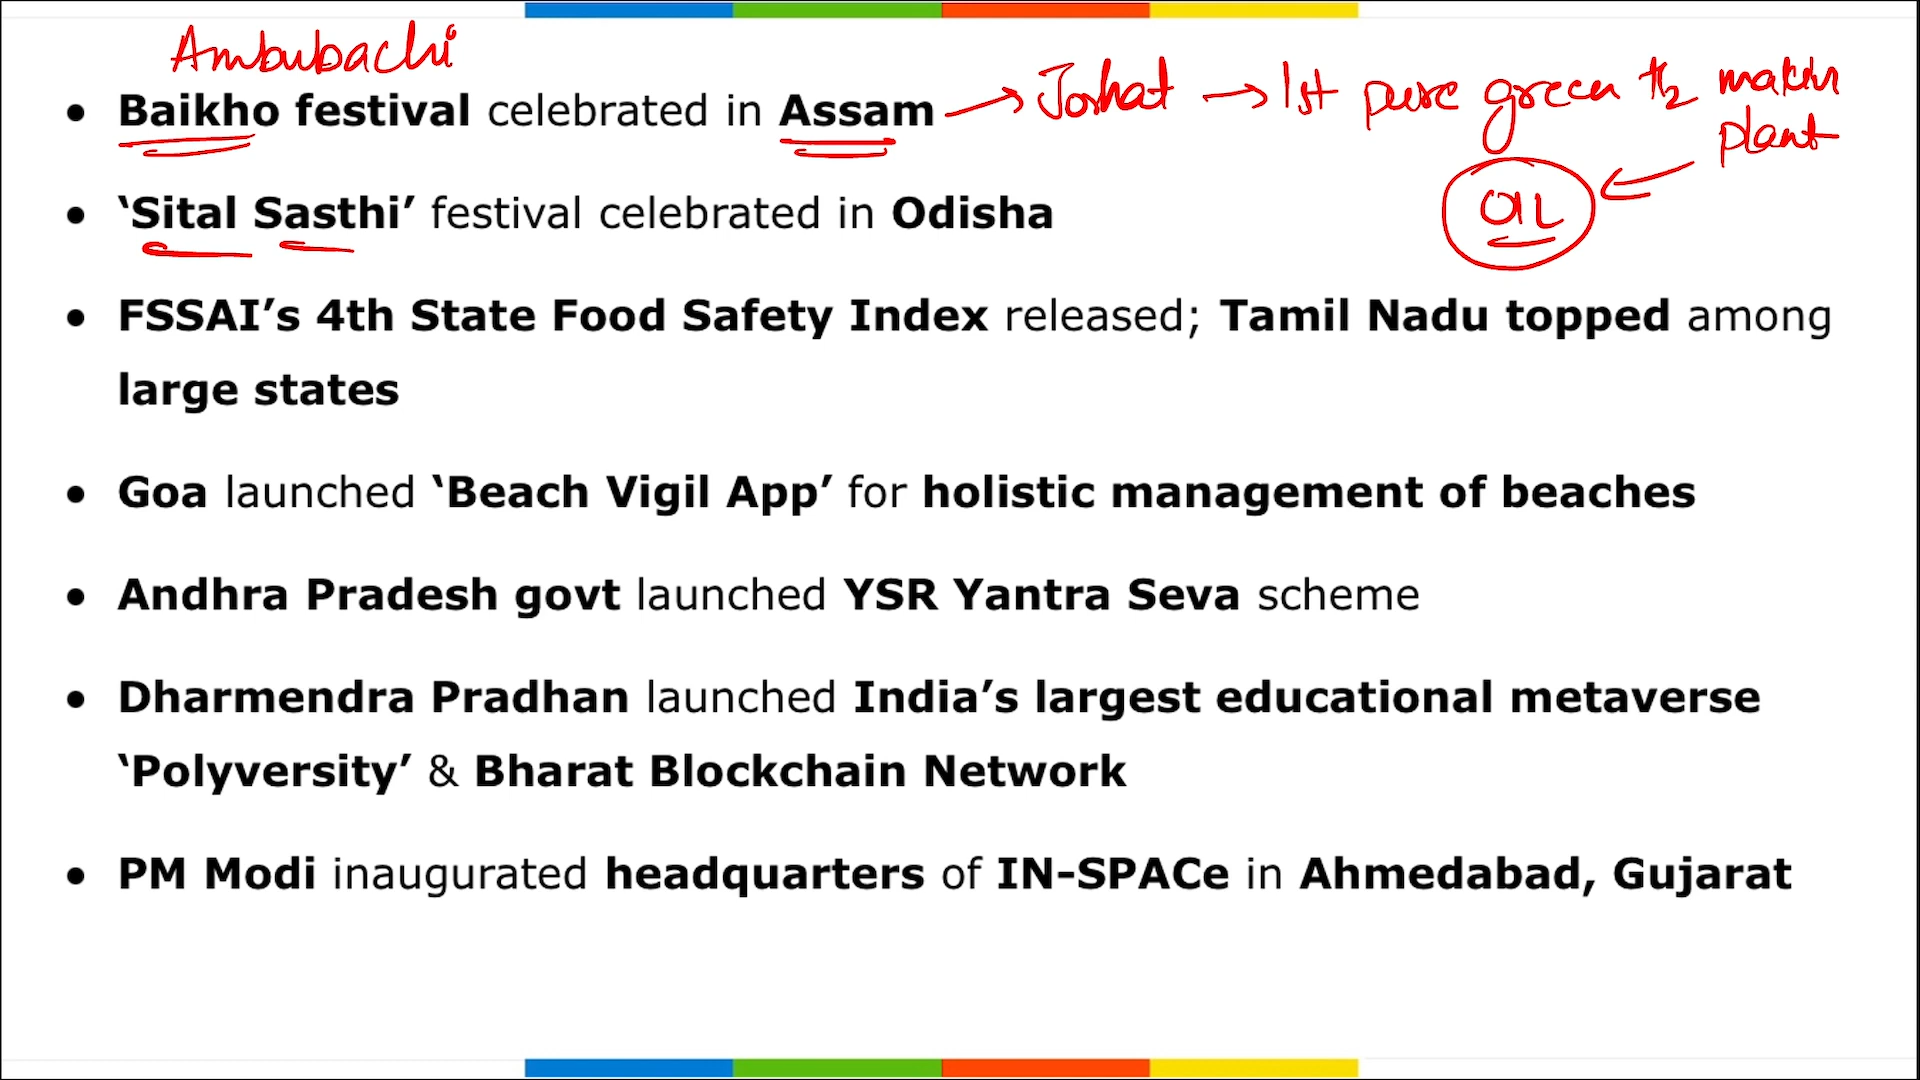 Ambubachi
• Baikho festival celebrated in Assam → Jorhat → 1st pure green H2 makin
plant
• ‘Sital Sasthi’ festival celebrated in Odisha
OIL
• FSSAI’s 4th State Food Safety Index released; Tamil Nadu topped among
large states
• Goa launched ‘Beach Vigil App’ for holistic management of beaches
• Andhra Pradesh govt launched YSR Yantra Seva scheme
• Dharmendra Pradhan launched India’s largest educational metaverse
‘Polyversity’ & Bharat Blockchain Network
• PM Modi inaugurated headquarters of IN-SPACe in Ahmedabad, Gujarat